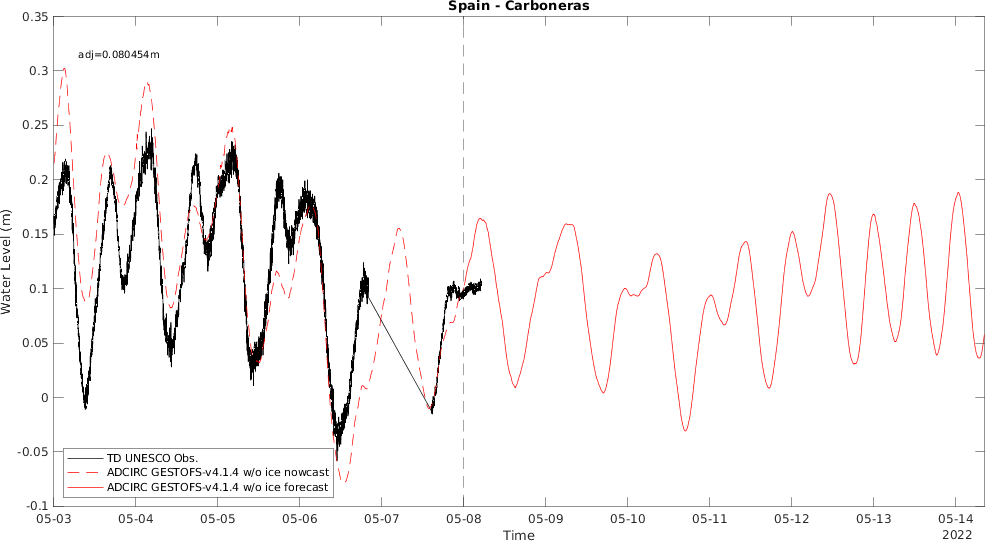 Spain - Carboneras
0.35
0.3
0.25
0.2
0.15
0.1
0.05
0
-0.05
-0.1
Water Level (m)
adj=0.080454m
TD UNESCO Obs.
ADCIRC GESTOFS-v4.1.4 w/o ice nowcast
ADCIRC GESTOFS-v4.1.4 w/o ice forecast
05-03 05-04 05-05 05-06 05-07 05-08 05-09 05-10 05-11 05-12 05-13 05-14
Time
2022